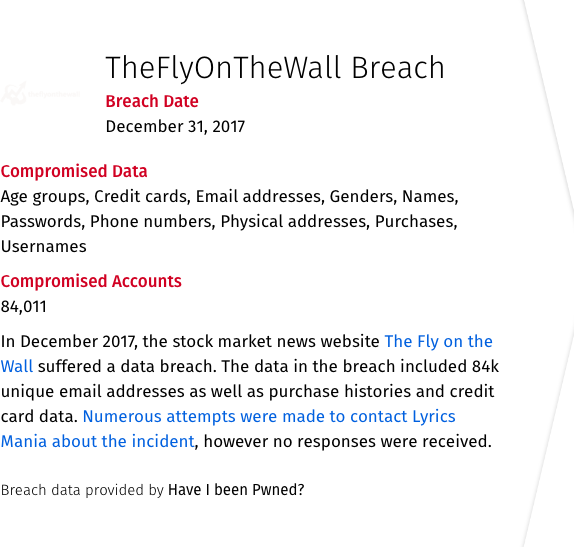 TheFlyOnTheWall Breach
Breach Date
December 31, 2017
Compromised Data
Age groups, Credit cards, Email addresses, Genders, Names,
Passwords, Phone numbers, Physical addresses, Purchases,
Usernames
Compromised Accounts
84,011
In December 2017, the stock market news website The Fly on the
Wall suffered a data breach. The data in the breach included 84k
unique email addresses as well as purchase histories and credit
card data. Numerous attempts were made to contact Lyrics
Mania about the incident, however no responses were received.
Breach data provided by Have I been Pwned?